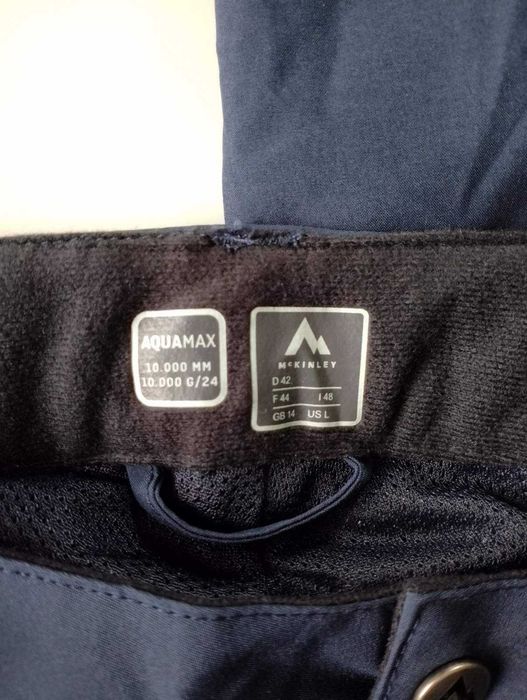 AQUAMAX
10.000 MM
10.000 G/24
McKINLEY
D 42
F 44 I 48
GB 14 US L